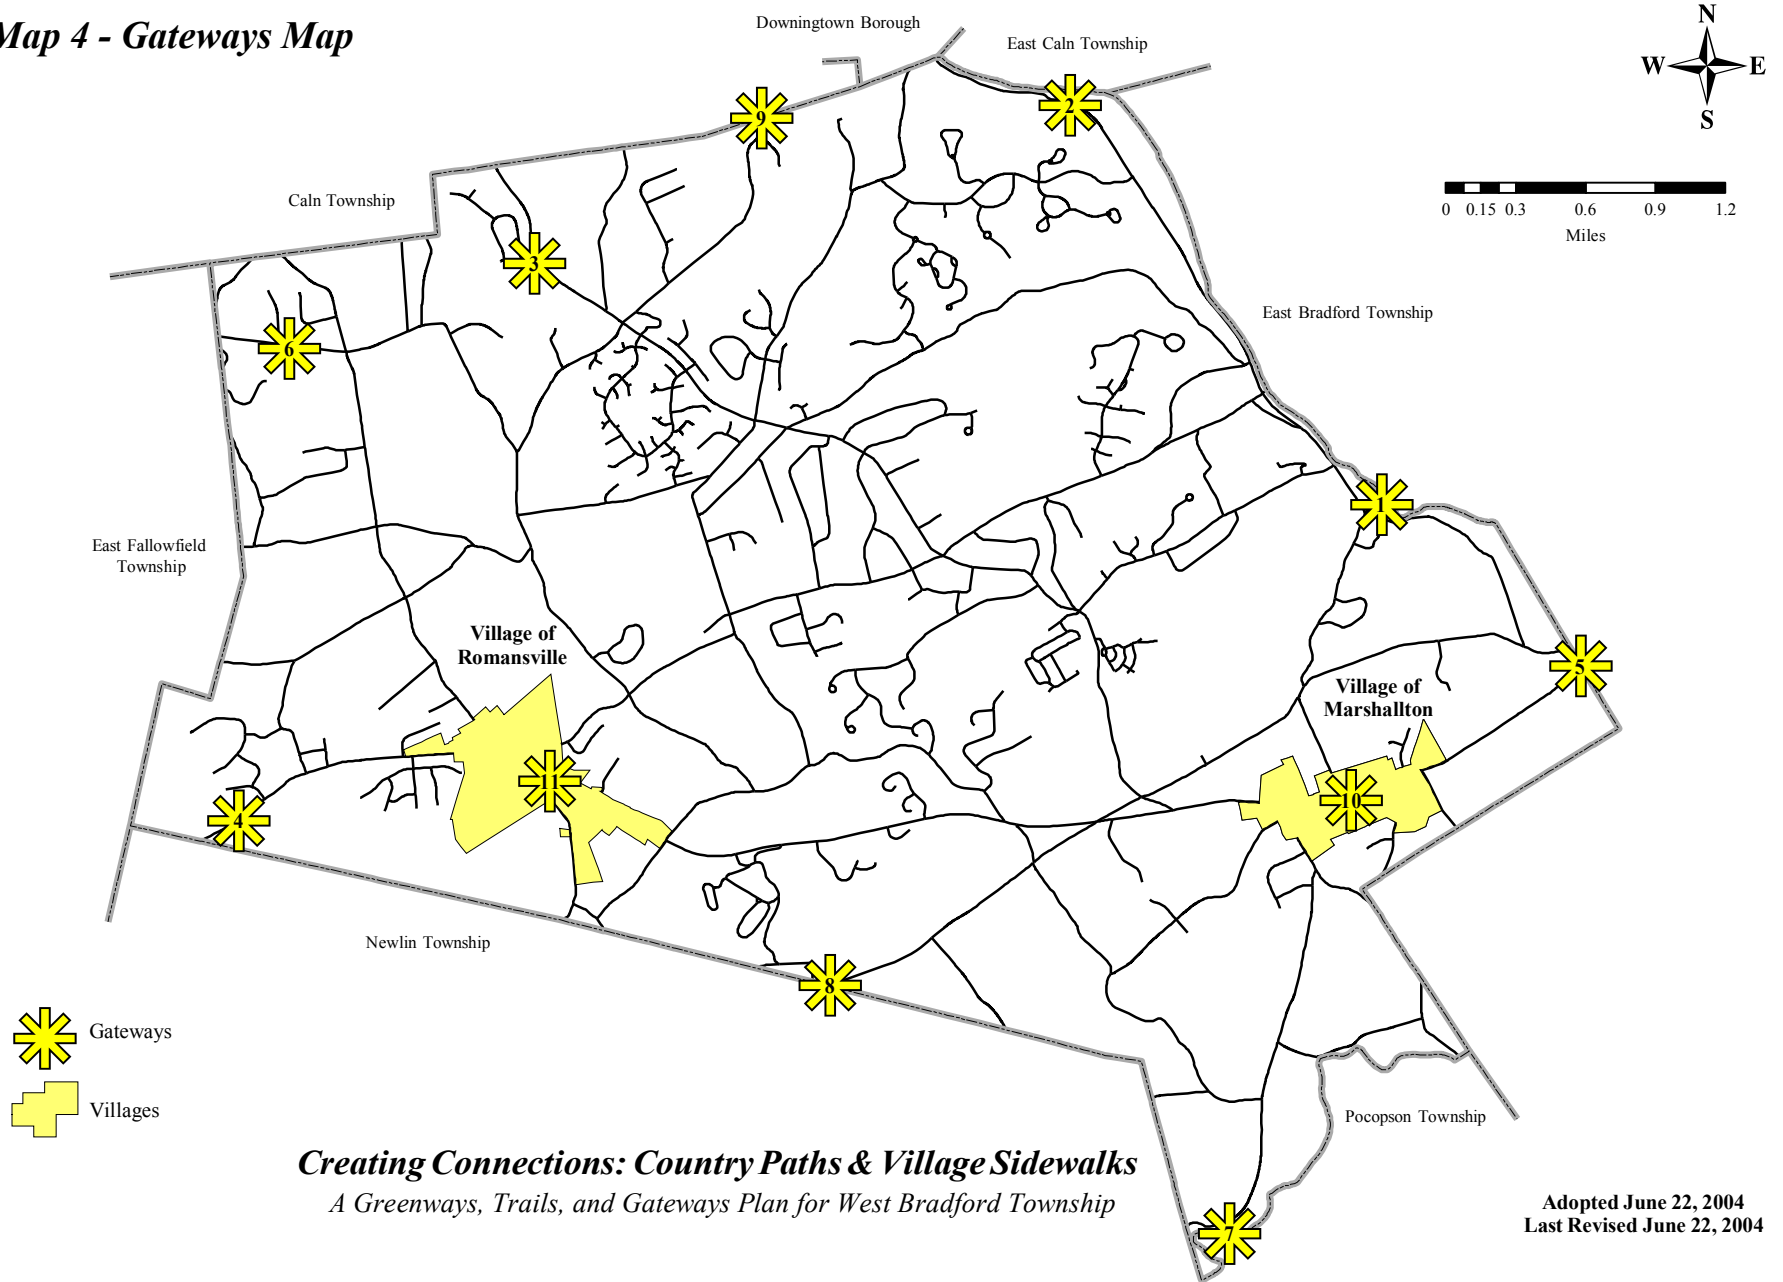 Map 4 - Gateways Map
Downingtown Borough
East Caln Township
N
W
E
S
9
2
Caln Township
0 0.15 0.3 0.6 0.9 1.2
Miles
3
East Bradford Township
6
1
East Fallowfield
Township
Village of
Romansville
5
Village of
Marshallton
11
10
4
Newlin Township
8
Gateways
Villages
Pocopson Township
Creating Connections: Country Paths & Village Sidewalks
A Greenways, Trails, and Gateways Plan for West Bradford Township
Adopted June 22, 2004
Last Revised June 22, 2004
7